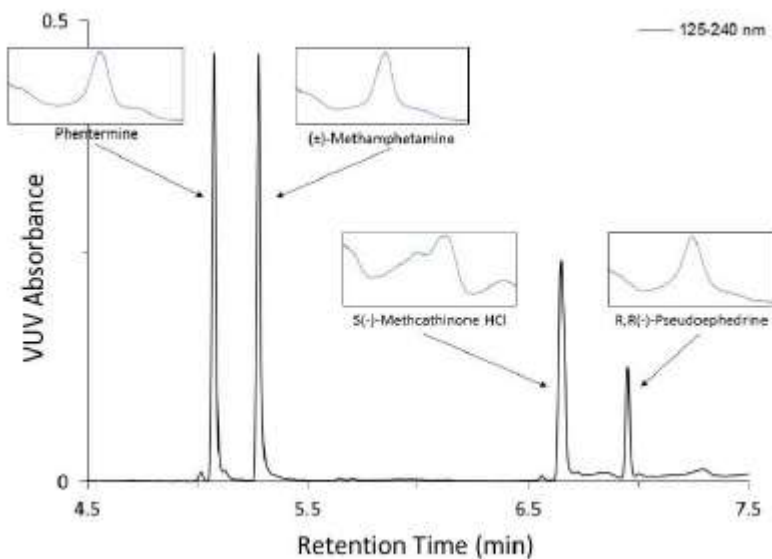 0.5
125-240 nm
Phentermine
(±)-Methamphetamine
VUV Absorbance
S(-)-Methcathinone HCl
R,R(-)-Pseudoephedrine
0
4.5 5.5 6.5 7.5
Retention Time (min)